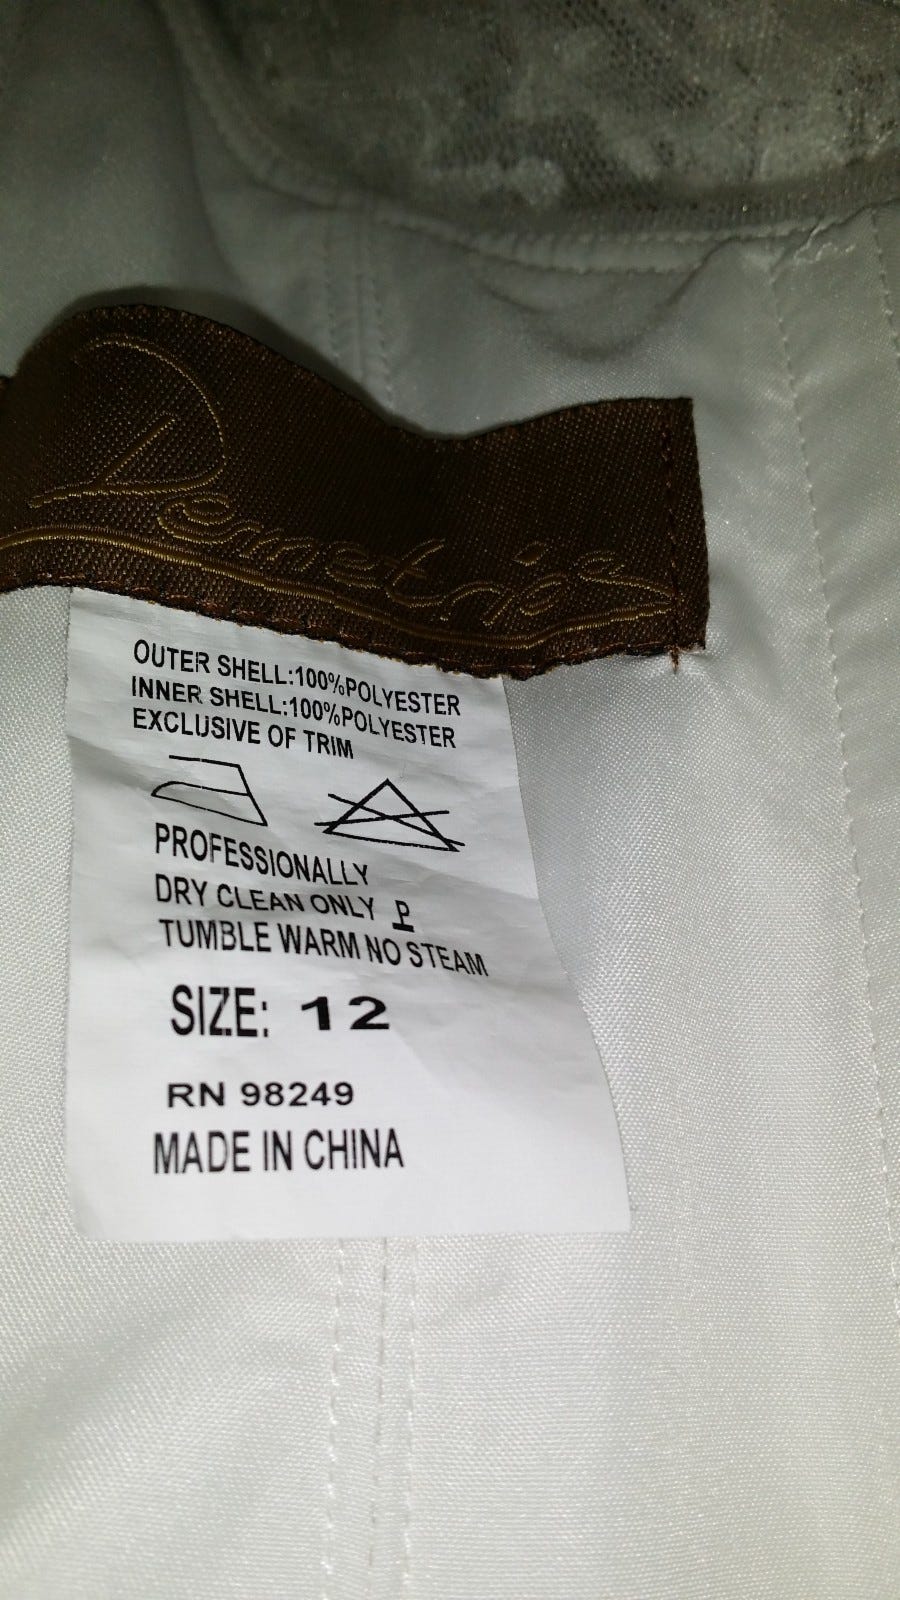 Demetrios
OUTER SHELL:100%POLYESTER
INNER SHELL:100%POLYESTER
EXCLUSIVE OF TRIM
PROFESSIONALLY
DRY CLEAN ONLY P
TUMBLE WARM NO STEAM
SIZE: 12
RN 98249
MADE IN CHINA